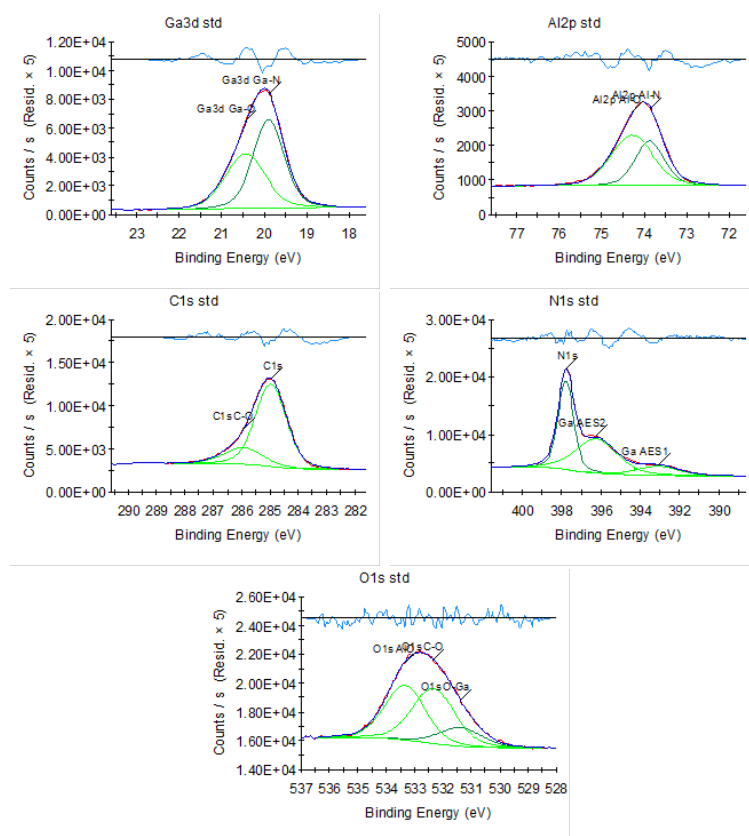 Ga3d std
1.20E+04
1.00E+04
8.00E+03
6.00E+03
4.00E+03
2.00E+03
0.00E+00
Counts / s (Resid. × 5)
Ga3d Ga-N
Ga3d Ga-O
23 22 21 20 19 18
Binding Energy (eV)
Al2p std
5000
4000
3000
2000
1000
0
Counts / s (Resid. × 5)
Al2p Al-N
Al2p Al-O
77 76 75 74 73 72
Binding Energy (eV)
C1s std
2.00E+04
1.50E+04
1.00E+04
5.00E+03
0.00E+00
Counts / s (Resid. × 5)
C1s
C1s C-O
290 289 288 287 286 285 284 283 282
Binding Energy (eV)
N1s std
3.00E+04
2.00E+04
1.00E+04
0.00E+00
Counts / s (Resid. × 5)
N1s
Ga AES2
Ga AES1
400 398 396 394 392 390
Binding Energy (eV)
O1s std
2.60E+04
2.40E+04
2.20E+04
2.00E+04
1.80E+04
1.60E+04
1.40E+04
Counts / s (Resid. × 5)
O1s C-O
O1s O-Ga
537 536 535 534 533 532 531 530 529 528
Binding Energy (eV)